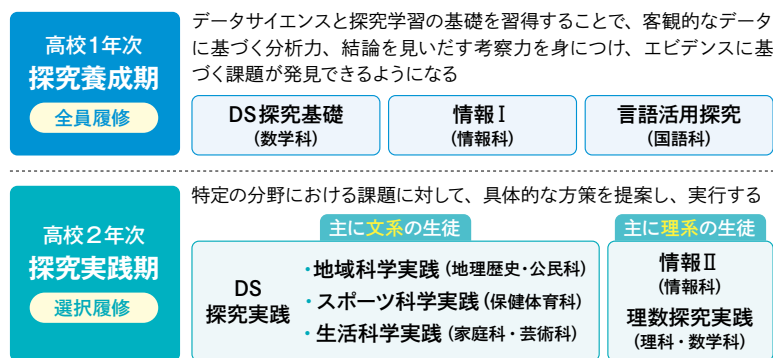 高校1年次
探究養成期
全員履修
データサイエンスと探究学習の基礎を習得することで、客観的なデータ
に基づく分析力、結論を見いだす考察力を身につけ、エビデンスに基
づく課題が発見できるようになる
DS探究基礎
(数学科)
情報Ⅰ
(情報科)
言語活用探究
(国語科)
高校2年次
探究実践期
選択履修
特定の分野における課題に対して、具体的な方策を提案し、実行する
主に文系の生徒
DS
探究実践
・地域科学実践(地理歴史・公民科)
・スポーツ科学実践(保健体育科)
・生活科学実践(家庭科・芸術科)
主に理系の生徒
情報Ⅱ
(情報科)
理数探究実践
(理科・数学科)